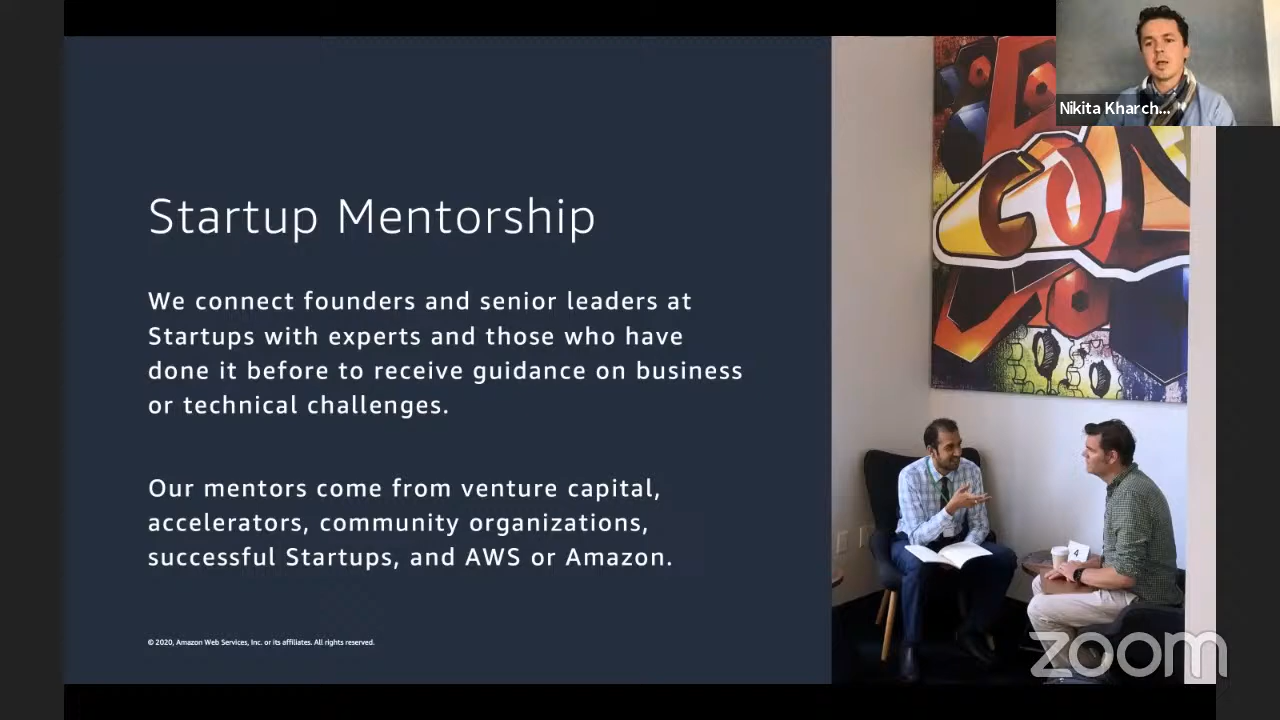 Nikita Kharch...
Startup Mentorship
We connect founders and senior leaders at
Startups with experts and those who have
done it before to receive guidance on business
or technical challenges.
Our mentors come from venture capital,
accelerators, community organizations,
successful Startups, and AWS or Amazon.
4
© 2020, Amazon Web Services, Inc. or its affiliates. All rights reserved.
zoom